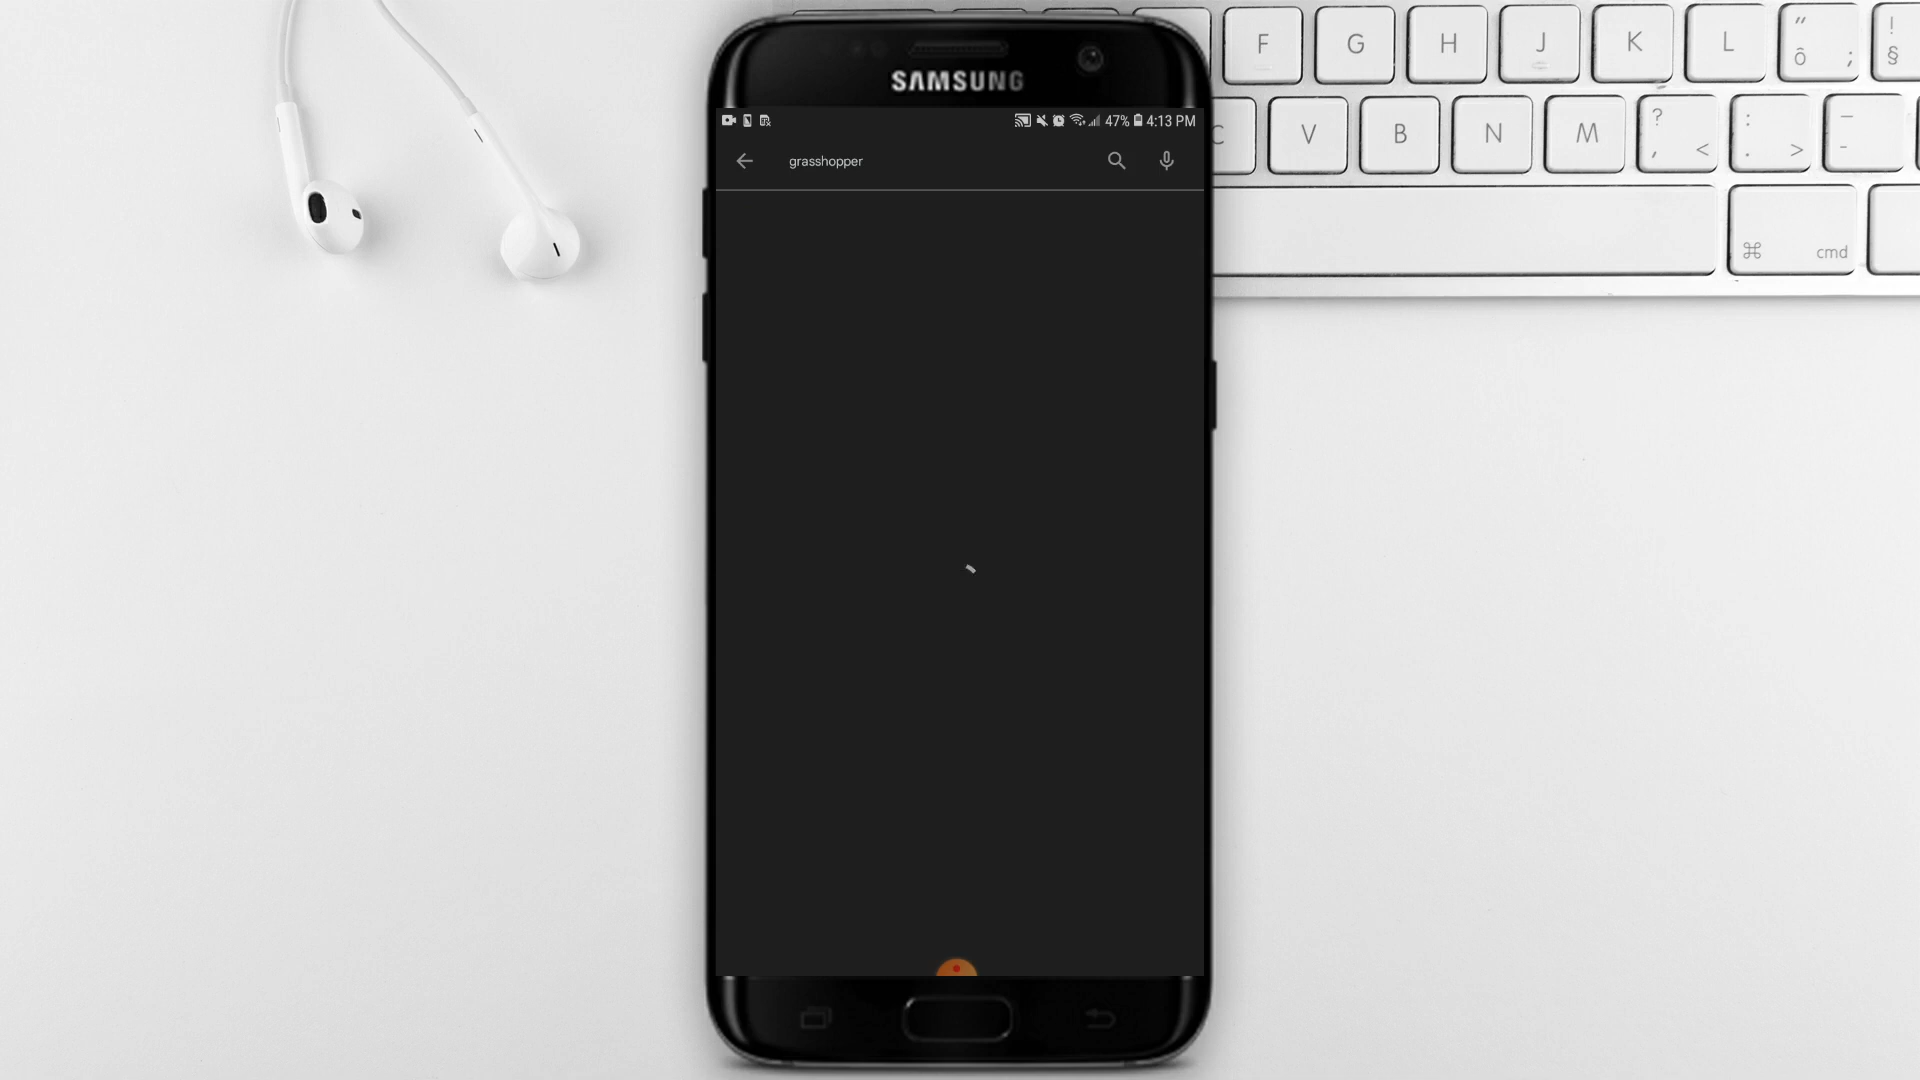 F G H J K L “ õ ; ! §
SAMSUNG
47% 4:13 PM
C V B N M ? , < : . > _ -
grasshopper
⌘ cmd